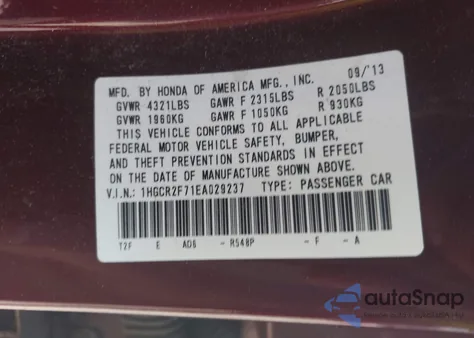 MFD. BY HONDA OF AMERICA MFG., INC. 09/'13
GVWR 4321LBS GAWR F 2315LBS R 2050LBS
GVWR 1960KG GAWR F 1050KG R 930KG
THIS VEHICLE CONFORMS TO ALL APPLICABLE
FEDERAL MOTOR VEHICLE SAFETY, BUMPER,
AND THEFT PREVENTION STANDARDS IN EFFECT
ON THE DATE OF MANUFACTURE SHOWN ABOVE.
V.I.N.: 1HGCR2F71EA029237 TYPE: PASSENGER CAR
T2F E AD6 - R548P - F - A
autoSnap